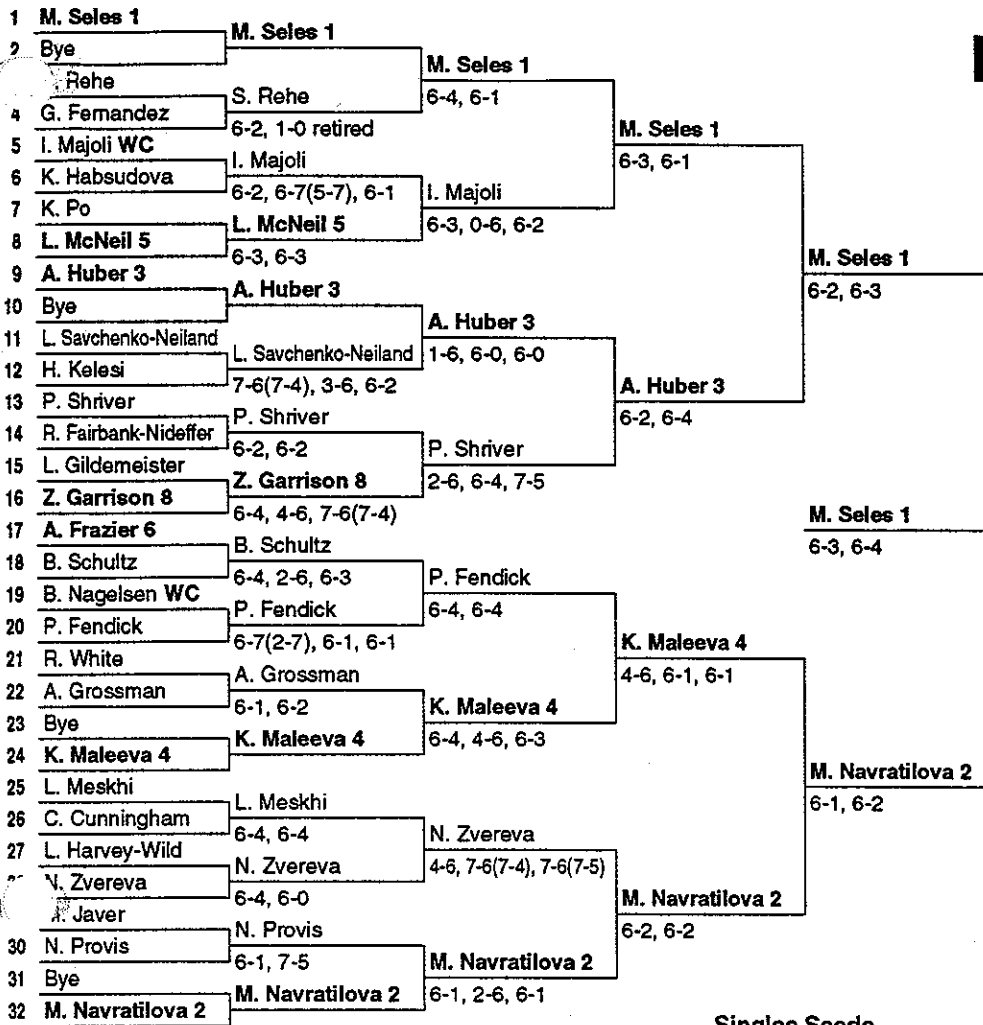 1 M. Seles 1
2 Bye
Rehe
4 G. Fernandez
5 I. Majoli WC
6 K. Habsudova
7 K. Po
8 L. McNeil 5
9 A. Huber 3
10 Bye
11 L. Savchenko-Neiland
12 H. Kelesi
13 P. Shriver
14 R. Fairbank-Nideffer
15 L. Gildemeister
16 Z. Garrison 8
17 A. Frazier 6
18 B. Schultz
19 B. Nagelsen WC
20 P. Fendick
21 R. White
22 A. Grossman
23 Bye
24 K. Maleeva 4
25 L. Meskhi
26 C. Cunningham
27 L. Harvey-Wild
N. Zvereva
Javer
30 N. Provis
31 Bye
32 M. Navratilova 2
M. Seles 1
S. Rehe
6-2, 1-0 retired
I. Majoli
6-2, 6-7(5-7), 6-1
L. McNeil 5
6-3, 6-3
A. Huber 3
L. Savchenko-Neiland
7-6(7-4), 3-6, 6-2
P. Shriver
6-2, 6-2
Z. Garrison 8
6-4, 4-6, 7-6(7-4)
B. Schultz
6-4, 2-6, 6-3
P. Fendick
6-7(2-7), 6-1, 6-1
A. Grossman
6-1, 6-2
K. Maleeva 4
L. Meskhi
6-4, 6-4
N. Zvereva
6-4, 6-0
N. Provis
6-1, 7-5
M. Navratilova 2
M. Seles 1
6-4, 6-1
I. Majoli
6-3, 0-6, 6-2
A. Huber 3
1-6, 6-0, 6-0
P. Shriver
2-6, 6-4, 7-5
P. Fendick
6-4, 6-4
K. Maleeva 4
6-4, 4-6, 6-3
N. Zvereva
4-6, 7-6(7-4), 7-6(7-5)
M. Navratilova 2
6-1, 2-6, 6-1
M. Seles 1
6-3, 6-1
A. Huber 3
6-2, 6-4
K. Maleeva 4
4-6, 6-1, 6-1
M. Navratilova 2
6-2, 6-2
M. Seles 1
6-2, 6-3
M. Navratilova 2
6-1, 6-2
M. Seles 1
6-3, 6-4
Singles Seeds